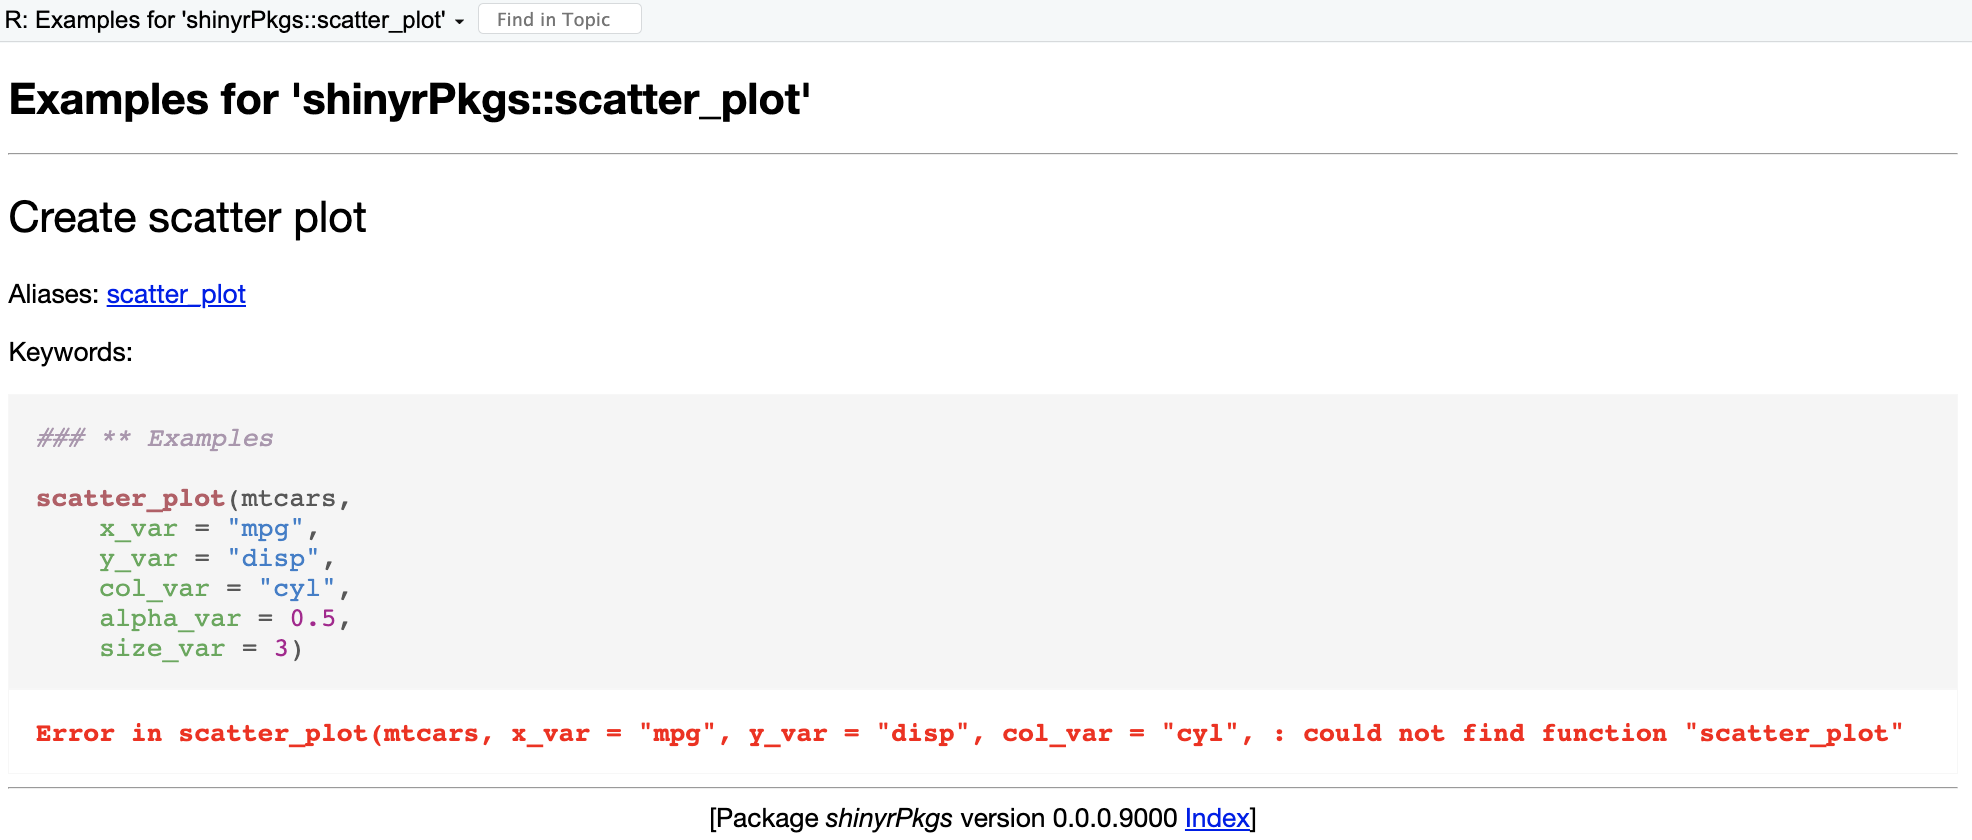 R: Examples for 'shinyrPkgs::scatter_plot' Find in Topic
Examples for 'shinyrPkgs::scatter_plot'
Create scatter plot
Aliases: scatter_plot
Keywords:
### ** Examples
scatter_plot(mtcars,
    x_var = "mpg",
    y_var = "disp",
    col_var = "cyl",
    alpha_var = 0.5,
    size_var = 3)
Error in scatter_plot(mtcars, x_var = "mpg", y_var = "disp", col_var = "cyl", : could not find function "scatter_plot"
[Package shinyrPkgs version 0.0.0.9000 Index]